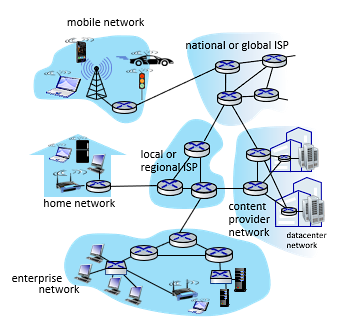 mobile network
national or global ISP
local or
regional ISP
home network
content
provider
network
datacenter
network
enterprise
network